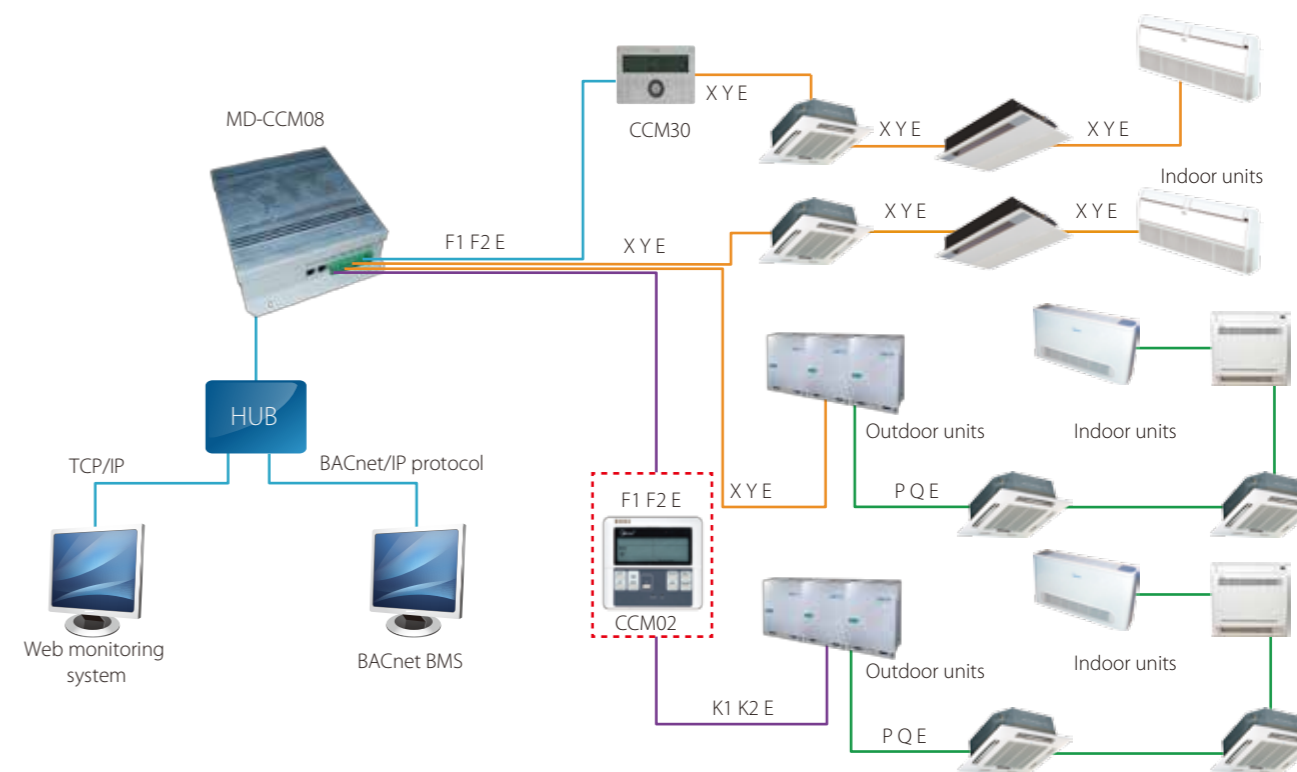 MD-CCM08
CCM30
X Y E
X Y E
X Y E
Indoor units
F1 F2 E
X Y E
X Y E
X Y E
HUB
TCP/IP
BACnet/IP protocol
Web monitoring
system
BACnet BMS
F1 F2 E
CCM02
X Y E
Outdoor units
Indoor units
P Q E
K1 K2 E
Outdoor units
Indoor units
P Q E